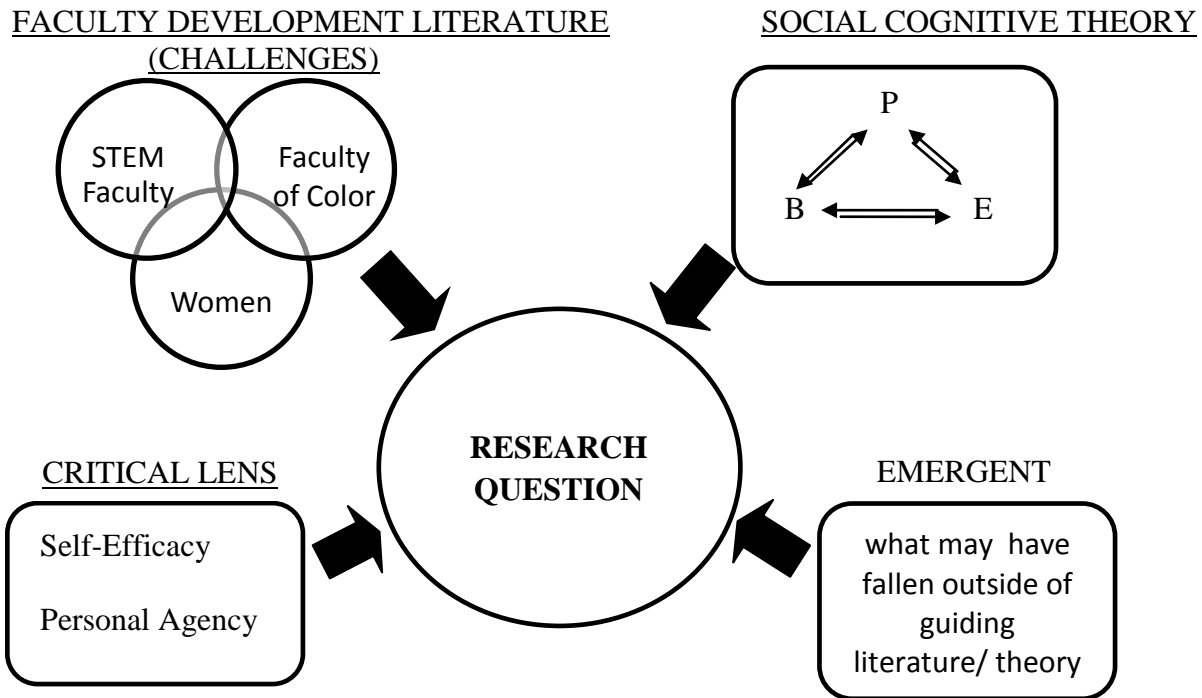 FACULTY DEVELOPMENT LITERATURE
(CHALLENGES)
STEM
Faculty
Faculty
of Color
Women
SOCIAL COGNITIVE THEORY
P
B
E
RESEARCH
QUESTION
CRITICAL LENS
Self-Efficacy
Personal Agency
EMERGENT
what may have
fallen outside of
guiding
literature/ theory